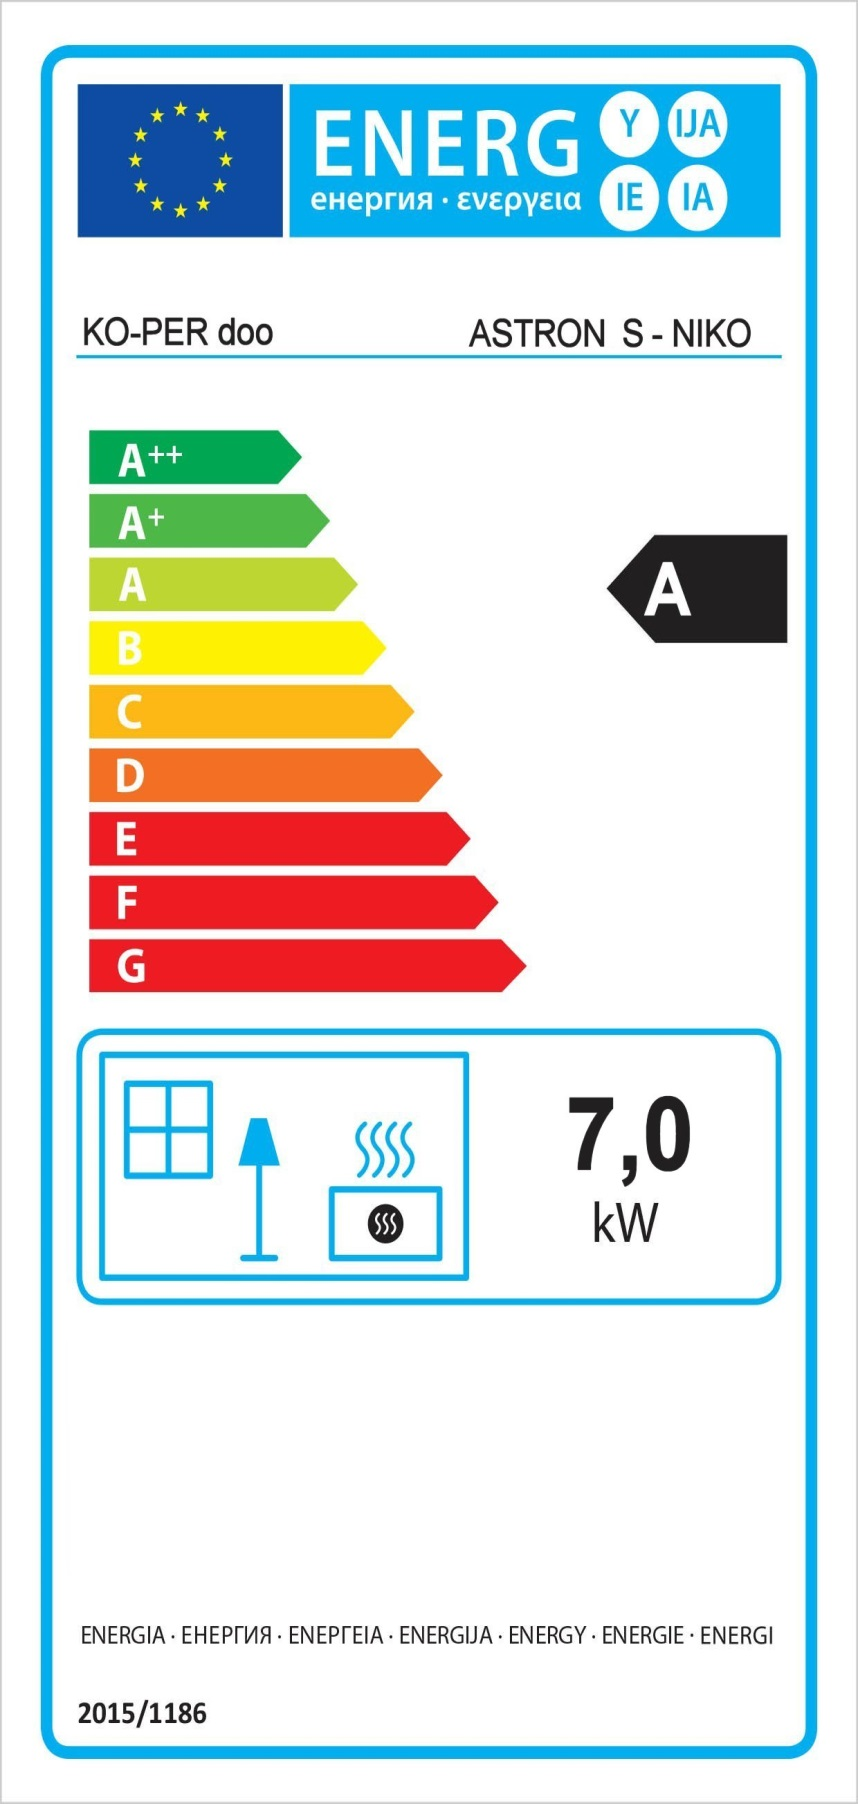 ENERG Y IJA
енергия · ενεργεια IE IA
KO-PER doo ASTRON S - NIKO
A++
A+
A
A
B
C
D
E
F
G
7,0
kW
ENERGIA · ЕНЕРГИЯ · ΕΝΕΡΓΕΙΑ · ENERGIJA · ENERGY · ENERGIE · ENERGI
2015/1186